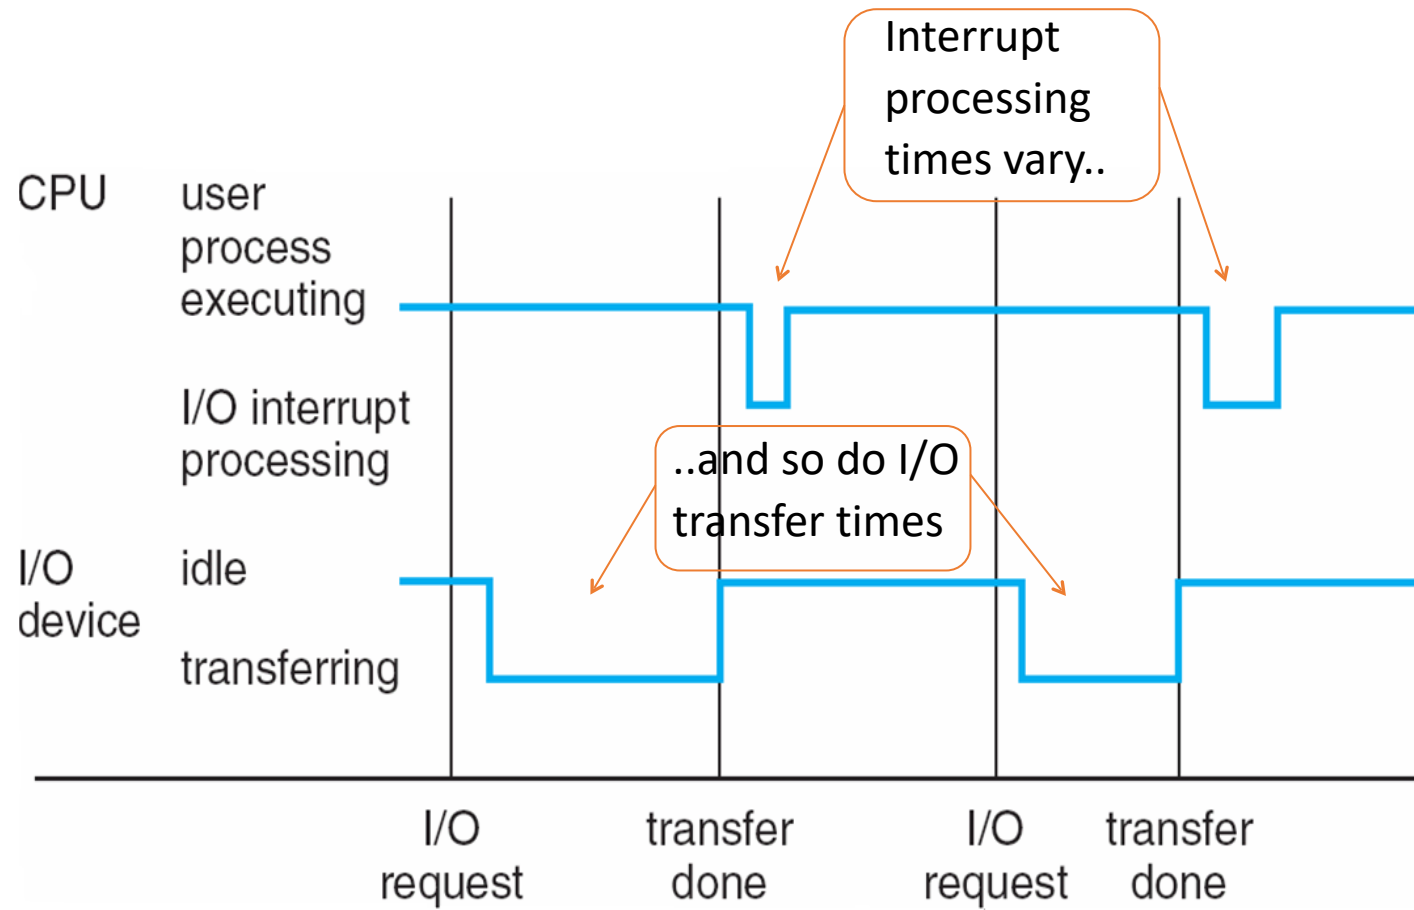 Interrupt
processing
times vary..
CPU
user
process
executing
I/O interrupt
processing
..and so do I/O
transfer times
I/O
device
idle
transferring
I/O
request
transfer
done
I/O
request
transfer
done